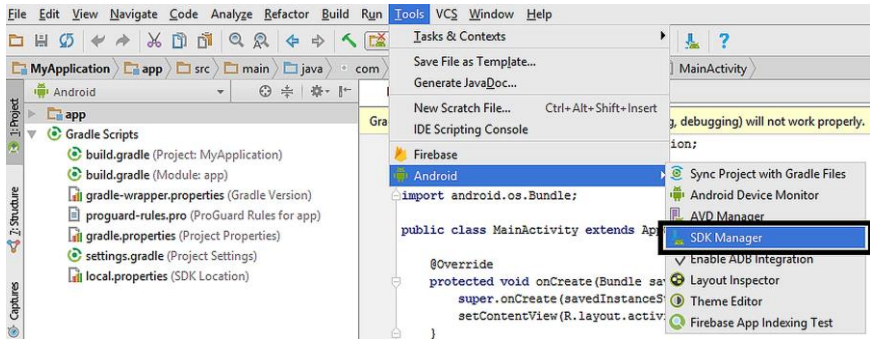 File Edit View Navigate Code Analyze Refactor Build Run Tools VCS Window Help
MyApplication app src main java com MainActivity
Android
1: Project
7: Structure
Captures
app
Gradle Scripts
build.gradle (Project: MyApplication)
build.gradle (Module: app)
gradle-wrapper.properties (Gradle Version)
proguard-rules.pro (ProGuard Rules for app)
gradle.properties (Project Properties)
settings.gradle (Project Settings)
local.properties (SDK Location)
Tasks & Contexts
Save File as Template...
Generate JavaDoc...
New Scratch File... Ctrl+Alt+Shift+Insert
IDE Scripting Console
Firebase
Android
Sync Project with Gradle Files
Android Device Monitor
AVD Manager
SDK Manager
Enable ADB Integration
Layout Inspector
Theme Editor
Firebase App Indexing Test
Gra g, debugging) will not work properly.
ion;
import android.os.Bundle;
public class MainActivity extends App
@Override
protected void onCreate(Bundle sa
super.onCreate(savedInstanceS
setContentView(R.layout.activ
}